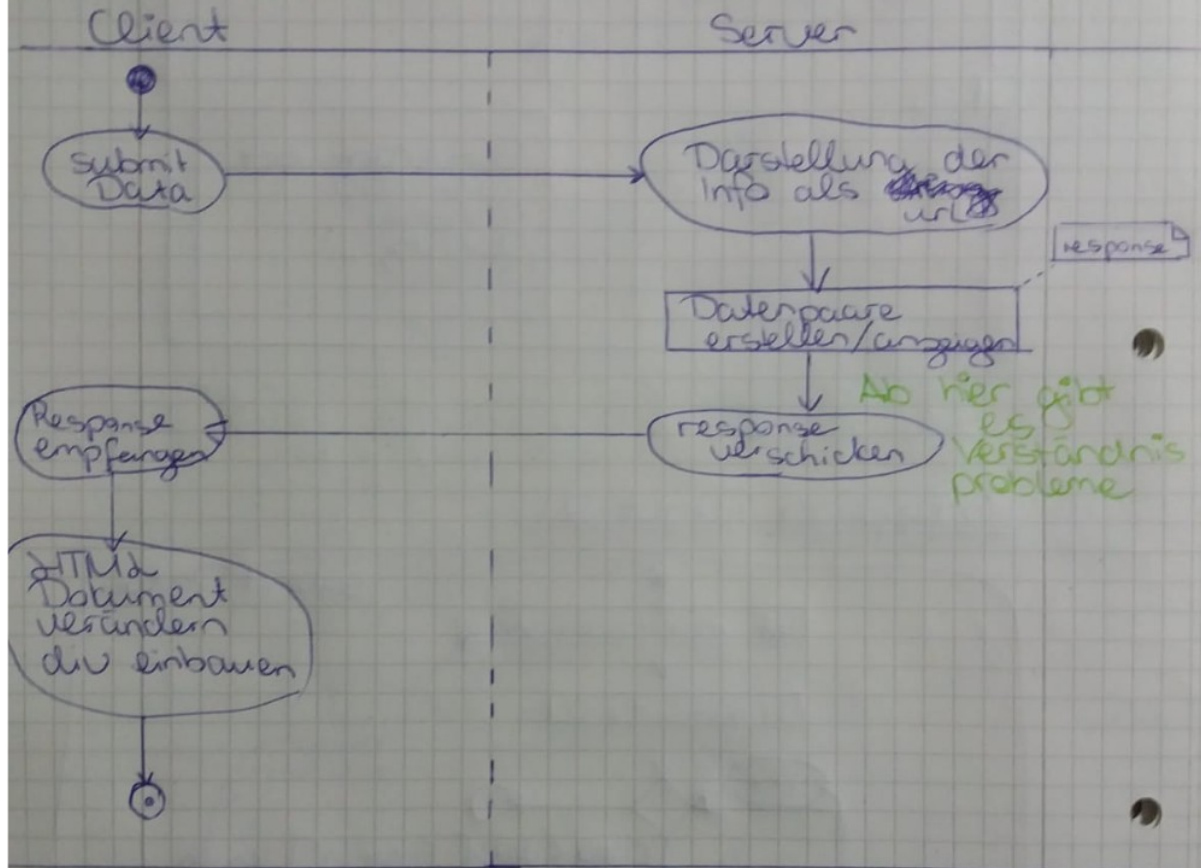 Client
Server
Submit
Data
Darstellung der
Info als
url
response
Datenpaare
erstellen/anzeigen
Ab hier gibt
es
Verständnis
probleme
Response
empfangen
response
verschicken
HTML
Dokument
verändern
div einbauen